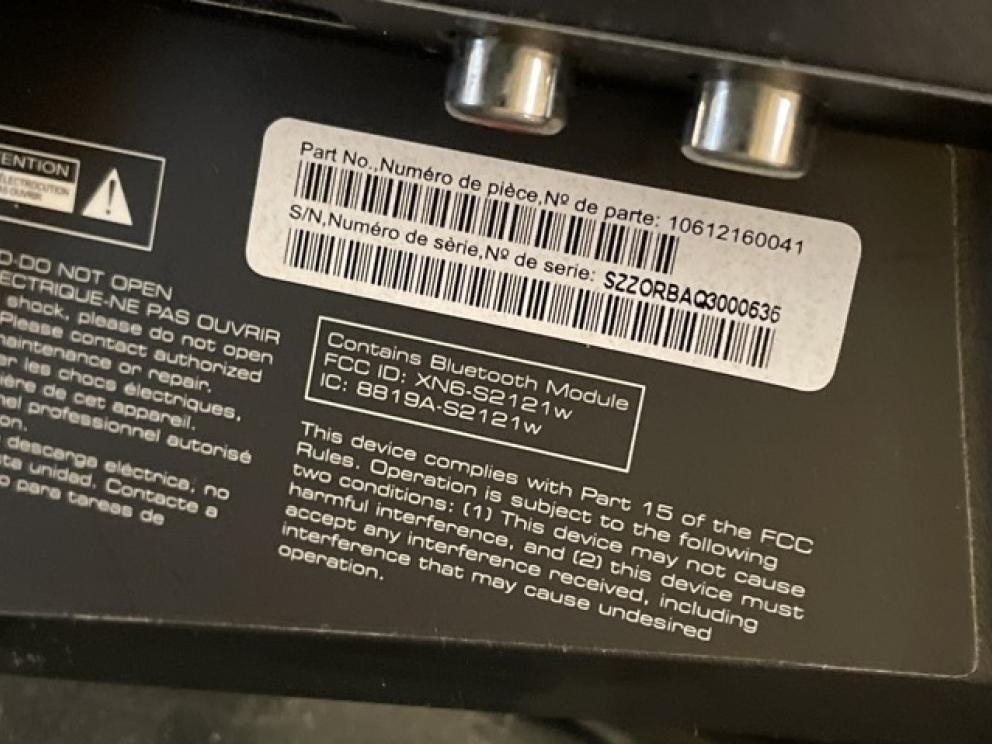 ÉLECTROCUTION
PAS OUVRIR
DO NOT OPEN
PAS OUVRIR
shock, please do not open
Please contact authorized
maintenance or repair.
les chocs électriques,
de cet appareil.
professionnel autorisé
descarga eléctrica, no
unidad. Contacte a
para tareas de
Part No.,Numéro de pièce,Nº de parte: 10612160041
S/N,Numéro de sèrie,Nº de serie: SZZORBAQ3000636
Contains Bluetooth Module
FCC ID: XN6-S2121w
IC: 8819A-S2121w
This device complies with Part 15 of the FCC
Rules. Operation is subject to the following
two conditions: (1) This device may not cause
harmful interference, and (2) this device must
accept any interference received, including
interference that may cause undesired
operation.